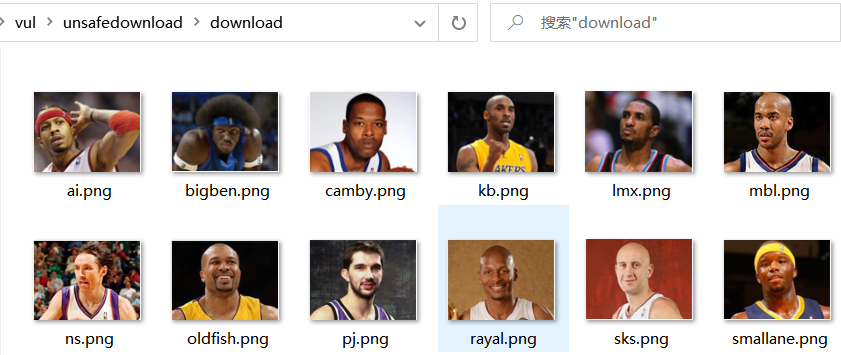 vul > unsafedownload > download
搜索"download"
ai.png
bigben.png
camby.png
kb.png
lmx.png
mbl.png
LAKERS
ns.png
oldfish.png
pj.png
rayal.png
sks.png
smallane.png